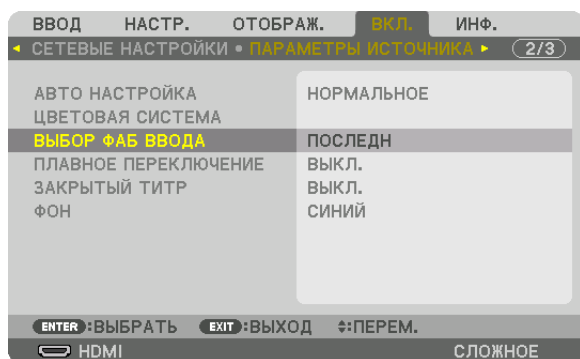 ВВОД НАСТР. ОТОБРАЖ. ВКЛ. ИНФ.
СЕТЕВЫЕ НАСТРОЙКИ • ПАРАМЕТРЫ ИСТОЧНИКА 2/3
АВТО НАСТРОЙКА НОРМАЛЬНОЕ
ЦВЕТОВАЯ СИСТЕМА
ВЫБОР ФАБ ВВОДА ПОСЛЕДН
ПЛАВНОЕ ПЕРЕКЛЮЧЕНИЕ ВЫКЛ.
ЗАКРЫТЫЙ ТИТР ВЫКЛ.
ФОН СИНИЙ
ENTER :ВЫБРАТЬ EXIT :ВЫХОД :ПЕРЕМ.
HDMI СЛОЖНОЕ